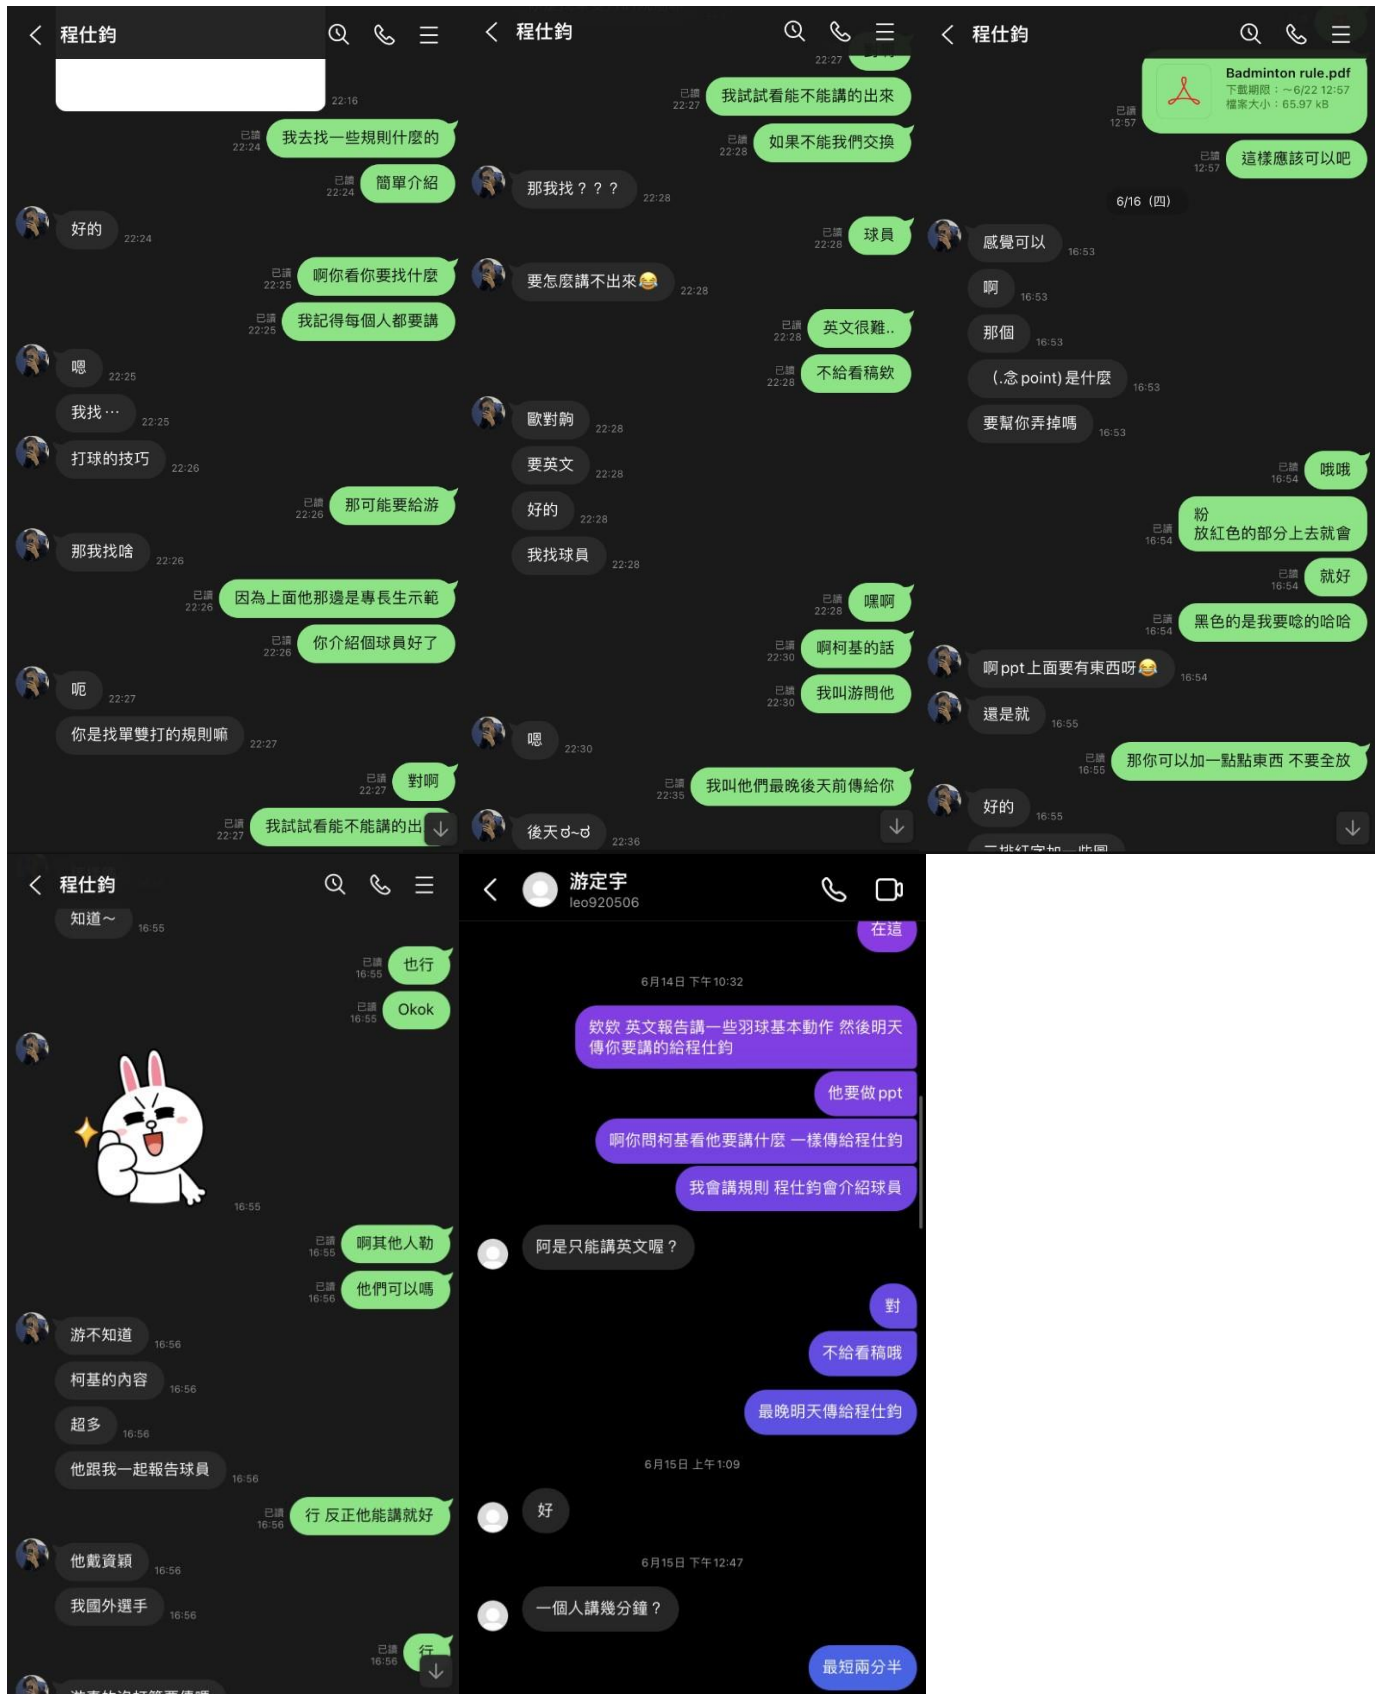 程仕鈞
22:16
我去找一些規則什麼的
已讀
22:24
簡單介紹
已讀
22:24
好的
22:24
啊你看你要找什麼
已讀
22:25
我記得每個人都要講
已讀
22:25
嗯
22:25
我找…
22:25
打球的技巧
22:26
那可能要給游
已讀
22:26
那我找啥
22:26
因為上面他那邊是專長生示範
已讀
22:26
你介紹個球員好了
已讀
22:26
呃
22:27
你是找單雙打的規則嘛
22:27
對啊
已讀
22:27
我試試看能不能講的出
已讀
22:27
程仕鈞
22:27
我試試看能不能講的出來
已讀
22:27
如果不能我們交換
已讀
22:28
那我找？？？
22:28
球員
已讀
22:28
要怎麼講不出來😂
22:28
英文很難..
已讀
22:28
不給看稿欸
已讀
22:28
歐對齁
22:28
要英文
22:28
好的
22:28
我找球員
22:28
嘿啊
已讀
22:28
啊柯基的話
已讀
22:30
我叫游問他
已讀
22:30
嗯
22:30
我叫他們最晚後天前傳給你
已讀
22:35
後天ಠ~ಠ
22:36
程仕鈞
Badminton rule.pdf
下載期限：～6/22 12:57
檔案大小：65.97 kB
已讀
12:57
這樣應該可以吧
已讀
12:57
6/16（四）
感覺可以
16:53
啊
16:53
那個
16:53
（.念point)是什麼
16:53
要幫你弄掉嗎
16:53
哦哦
已讀
16:54
粉
放紅色的部分上去就會
已讀
16:54
就好
已讀
16:54
黑色的是我要唸的哈哈
已讀
16:54
啊ppt上面要有東西呀😂
16:54
還是就
16:55
那你可以加一點點東西 不要全放
已讀
16:55
好的
16:55
程仕鈞
知道～
16:55
也行
已讀
16:55
Okok
已讀
16:55
16:55
啊其他人勒
已讀
16:55
他們可以嗎
已讀
16:56
游不知道
16:56
柯基的內容
16:56
超多
16:56
他跟我一起報告球員
16:56
行 反正他能講就好
已讀
16:56
他戴資穎
16:56
我國外選手
16:56
行
已讀
16:56
游定宇
leo920506
在這
6月14日 下午10:32
欸欸 英文報告講一些羽球基本動作 然後明天
傳你要講的給程仕鈞
他要做ppt
啊你問柯基看他要講什麼 一樣傳給程仕鈞
我會講規則 程仕鈞會介紹球員
阿是只能講英文喔？
對
不給看稿哦
最晚明天傳給程仕鈞
6月15日 上午1:09
好
6月15日 下午12:47
一個人講幾分鐘？
最短兩分半